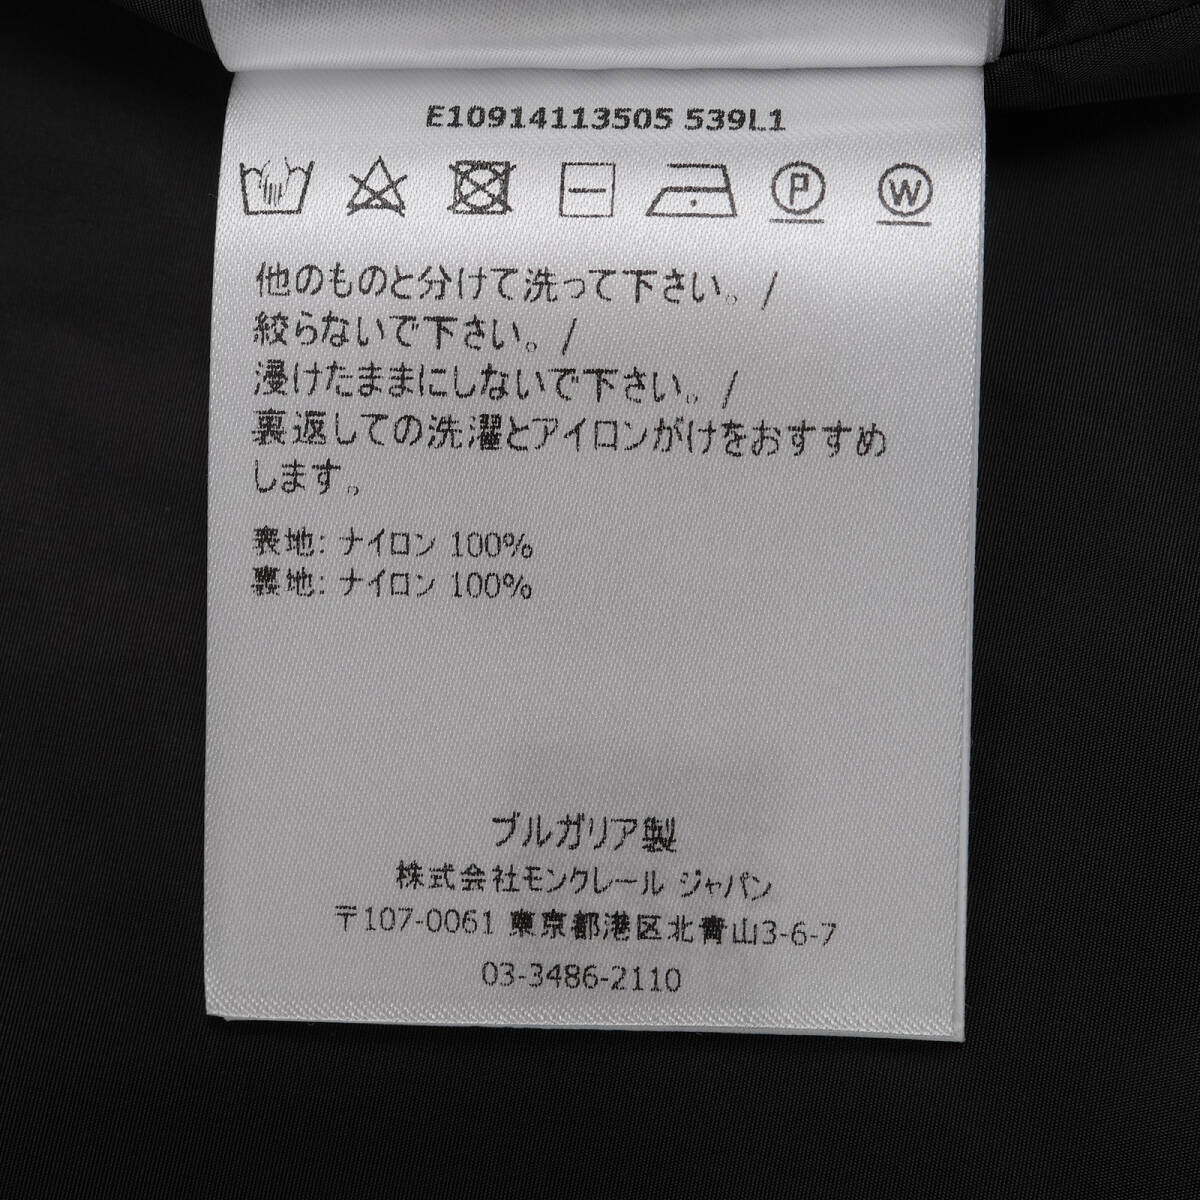 E10914113505 539L1
P W
他のものと分けて洗って下さい。/
絞らないで下さい。/
浸けたままにしないで下さい。/
裏返しての洗濯とアイロンがけをおすすめ
します。
表地: ナイロン 100%
裏地: ナイロン 100%
ブルガリア製
株式会社モンクレール ジャパン
〒107-0061 東京都港区北青山3-6-7
03-3486-2110